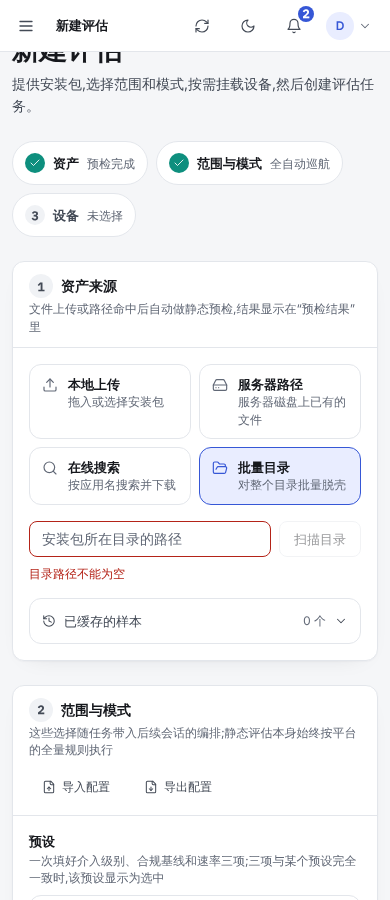 新建评估
2
D
新建评估
提供安装包,选择范围和模式,按需挂载设备,然后创建评估任
务。
资产 预检完成
范围与模式 全自动巡航
3 设备 未选择
1 资产来源
文件上传或路径命中后自动做静态预检,结果显示在“预检结果”
里
本地上传
拖入或选择安装包
服务器路径
服务器磁盘上已有的
文件
在线搜索
按应用名搜索并下载
批量目录
对整个目录批量脱壳
安装包所在目录的路径
扫描目录
目录路径不能为空
已缓存的样本
0 个
2 范围与模式
这些选择随任务带入后续会话的编排;静态评估本身始终按平台
的全量规则执行
导入配置
导出配置
预设
一次填好介入级别、合规基线和速率三项;三项与某个预设完全
一致时,该预设显示为选中